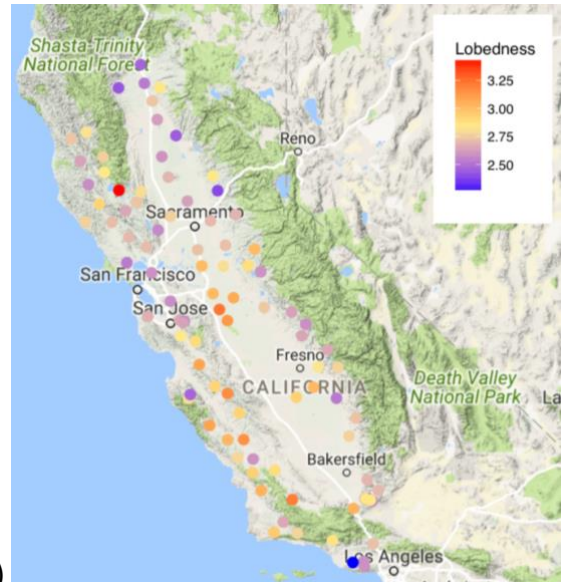 Shasta-Trinity
National Forest
Lobedness
3.25
3.00
2.75
2.50
Reno
Sacramento
San Francisco
San Jose
Fresno
CALIFORNIA
Death Valley
National Park
La
Bakersfield
Los Angeles
)